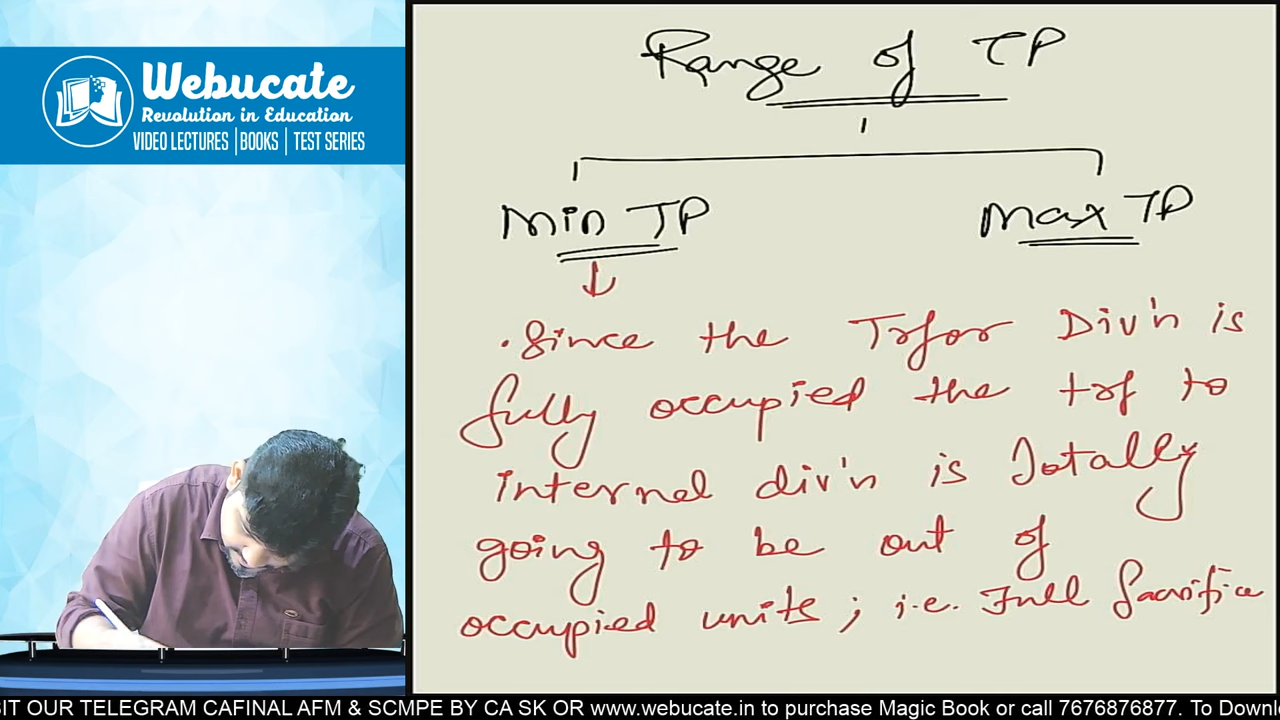 Webucate
Revolution in Education
VIDEO LECTURES | BOOKS | TEST SERIES
Range of TP
Min TP
Max TP
. Since the Trfor Div'n is
fully occupied the trf to
internal div'n is Totally
going to be out of
occupied units; i.e. Full Sacrifice
SIT OUR TELEGRAM CAFINAL AFM & SCMPE BY CA SK OR www.webucate.in to purchase Magic Book or call 7676876877. To Downl